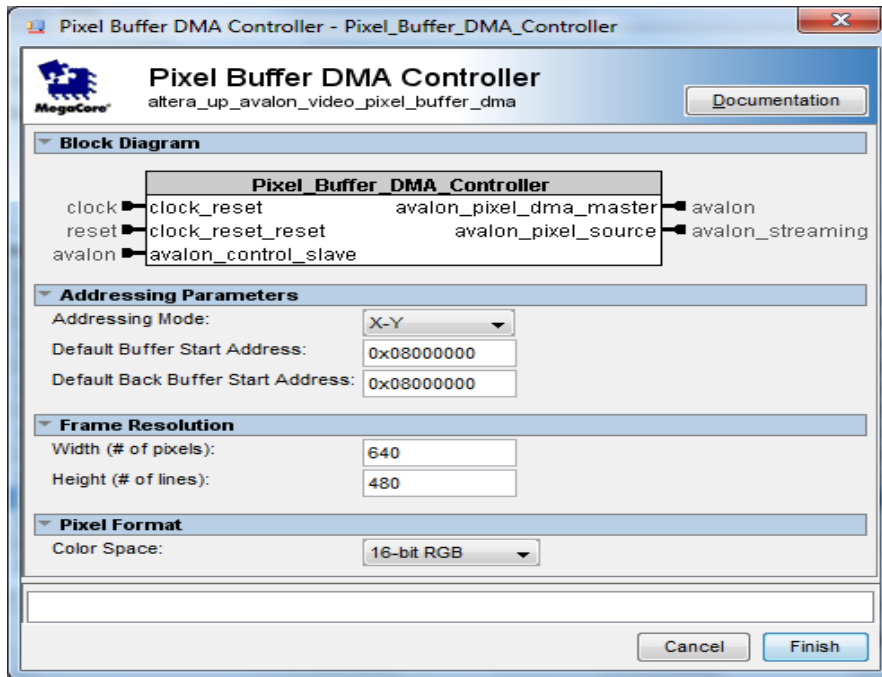 Pixel Buffer DMA Controller - Pixel_Buffer_DMA_Controller
Pixel Buffer DMA Controller
MegaCore®
altera_up_avalon_video_pixel_buffer_dma
Documentation
Block Diagram
Pixel_Buffer_DMA_Controller
clock clock_reset avalon_pixel_dma_master avalon
reset clock_reset_reset avalon_pixel_source avalon_streaming
avalon avalon_control_slave
Addressing Parameters
Addressing Mode: X-Y
Default Buffer Start Address: 0x08000000
Default Back Buffer Start Address: 0x08000000
Frame Resolution
Width (# of pixels): 640
Height (# of lines): 480
Pixel Format
Color Space: 16-bit RGB
Cancel Finish